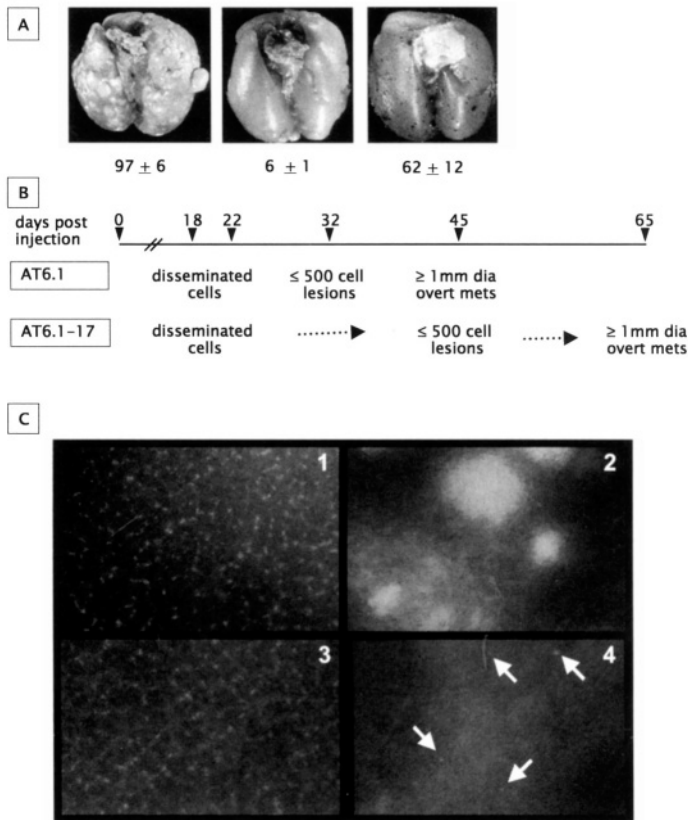 A
97 ± 6 6 ± 1 62 ± 12
B
days post 0 18 22 32 45 65
injection
AT6.1 disseminated ≤ 500 cell ≥ 1mm dia
cells lesions overt mets
AT6.1-17 disseminated ≤ 500 cell ≥ 1mm dia
cells lesions overt mets
C
1 2
3 4